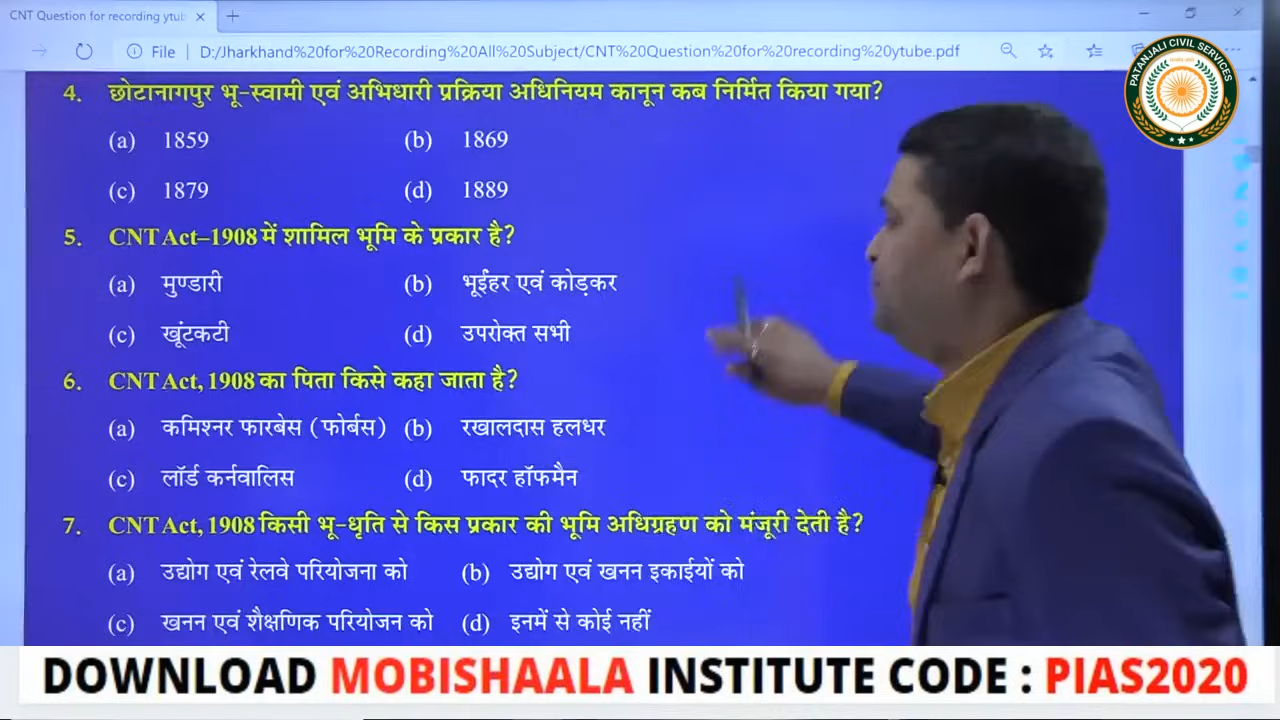 CNT Question for recording ytub
File D:/Jharkhand%20for%20Recording%20All%20Subject/CNT%20Question%20for%20recording%20ytube.pdf
PATANJALI CIVIL SERVICES
4. छोटानागपुर भू-स्वामी एवं अभिधारी प्रक्रिया अधिनियम कानून कब निर्मित किया गया?
(a) 1859 (b) 1869
(c) 1879 (d) 1889
5. CNT Act–1908 में शामिल भूमि के प्रकार है?
(a) मुण्डारी (b) भूईंहर एवं कोड़कर
(c) खूंटकटी (d) उपरोक्त सभी
6. CNT Act, 1908 का पिता किसे कहा जाता है?
(a) कमिश्नर फारबेस (फोर्बस) (b) रखालदास हलधर
(c) लॉर्ड कर्नवालिस (d) फादर हॉफमैन
7. CNT Act, 1908 किसी भू-धृति से किस प्रकार की भूमि अधिग्रहण को मंजूरी देती है?
(a) उद्योग एवं रेलवे परियोजना को (b) उद्योग एवं खनन इकाईयों को
(c) खनन एवं शैक्षणिक परियोजन को (d) इनमें से कोई नहीं
DOWNLOAD MOBISHAALA INSTITUTE CODE : PIAS2020